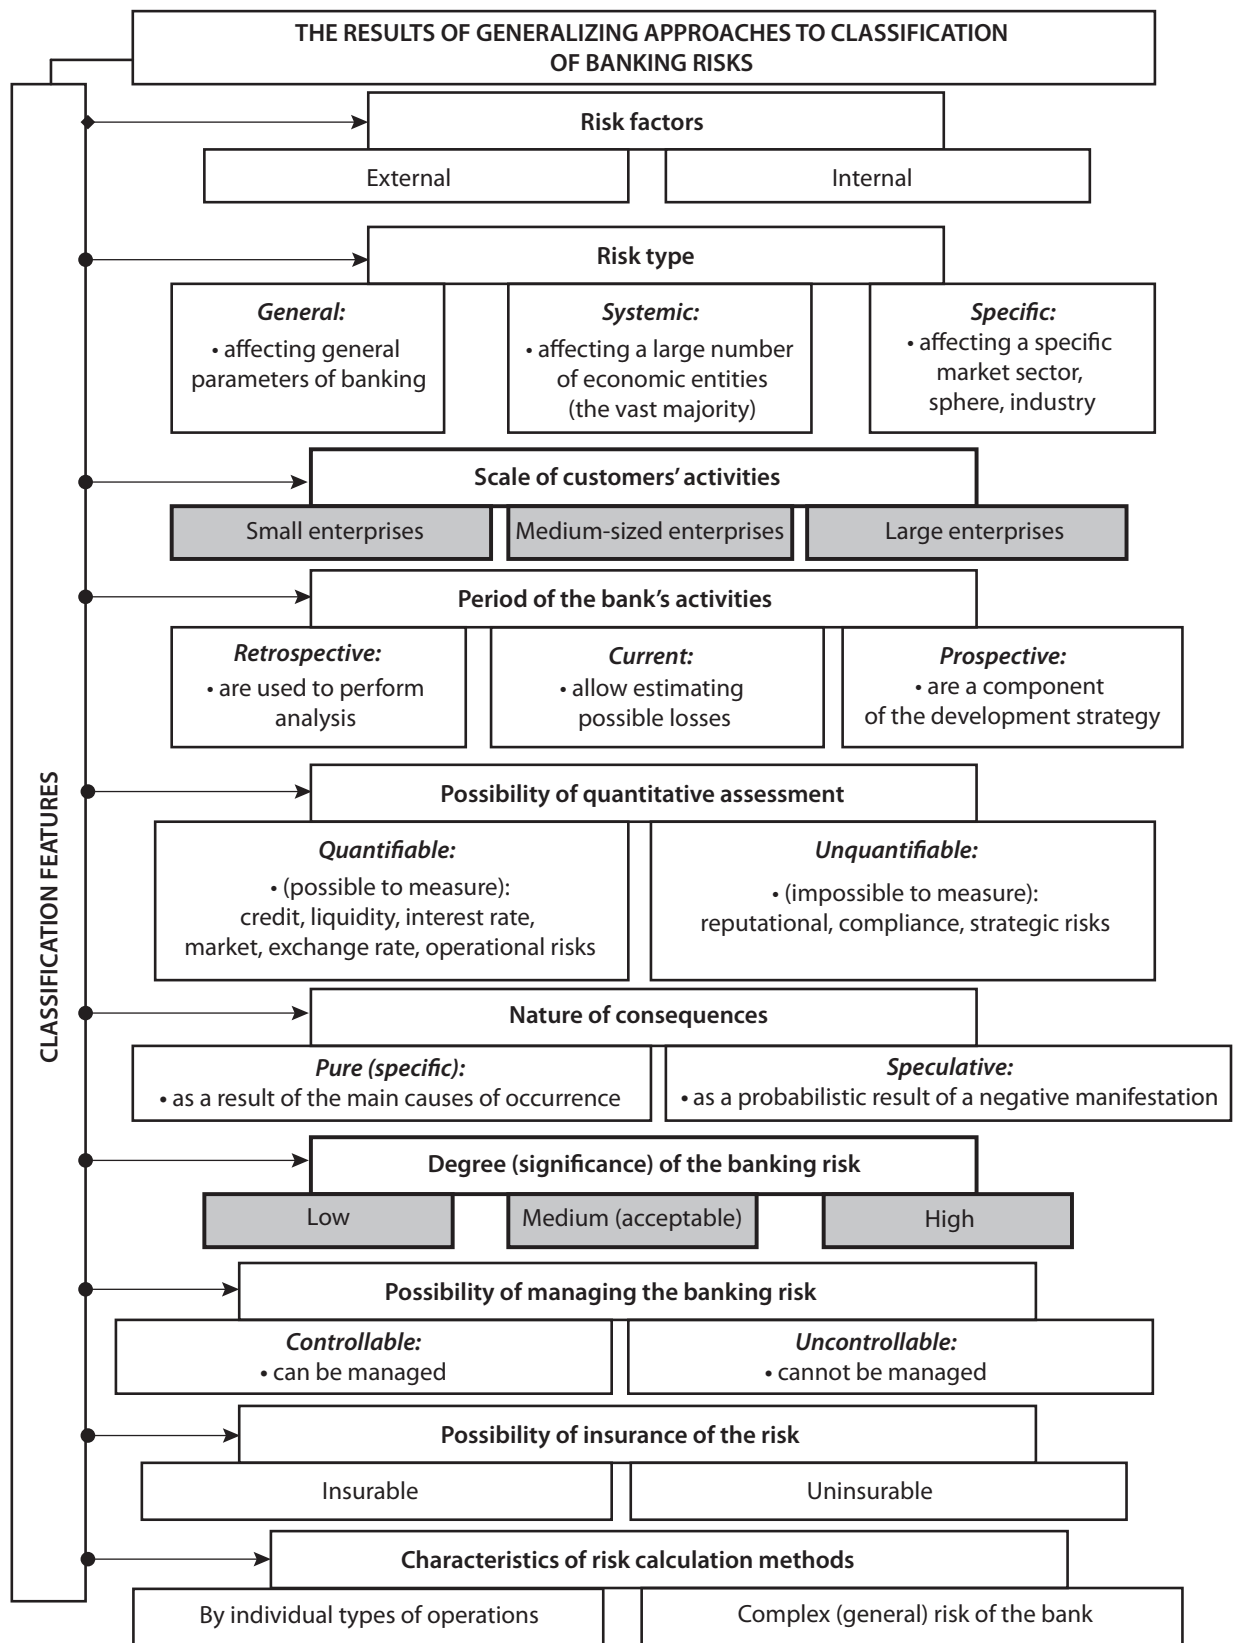 THE RESULTS OF GENERALIZING APPROACHES TO CLASSIFICATION
OF BANKING RISKS
CLASSIFICATION FEATURES
Risk factors
External
Internal
Risk type
General:
• affecting general
parameters of banking
Systemic:
• affecting a large number
of economic entities
(the vast majority)
Specific:
• affecting a specific
market sector,
sphere, industry
Scale of customers’ activities
Small enterprises
Medium-sized enterprises
Large enterprises
Period of the bank’s activities
Retrospective:
• are used to perform
analysis
Current:
• allow estimating
possible losses
Prospective:
• are a component
of the development strategy
Possibility of quantitative assessment
Quantifiable:
• (possible to measure):
credit, liquidity, interest rate,
market, exchange rate, operational risks
Unquantifiable:
• (impossible to measure):
reputational, compliance, strategic risks
Nature of consequences
Pure (specific):
• as a result of the main causes of occurrence
Speculative:
• as a probabilistic result of a negative manifestation
Degree (significance) of the banking risk
Low
Medium (acceptable)
High
Possibility of managing the banking risk
Controllable:
• can be managed
Uncontrollable:
• cannot be managed
Possibility of insurance of the risk
Insurable
Uninsurable
Characteristics of risk calculation methods
By individual types of operations
Complex (general) risk of the bank